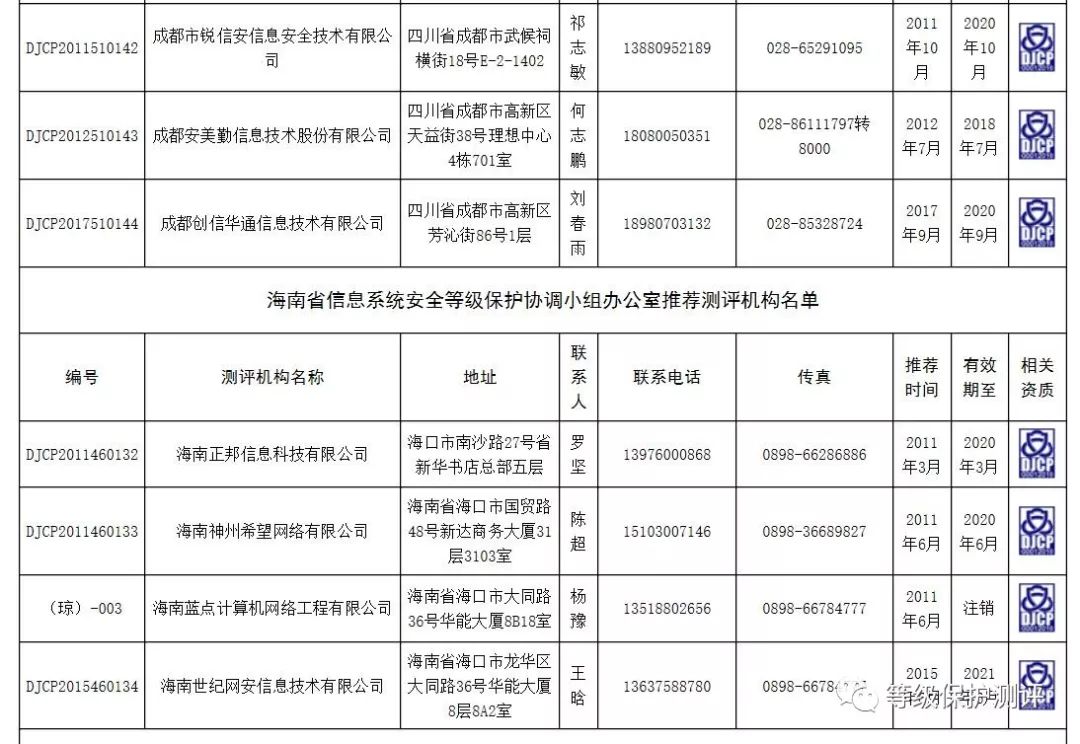 DJCP2011510142 成都市锐信安信息安全技术有限公司 四川省成都市武候祠横街18号E-2-1402 祁志敏 13880952189 028-65291095 2011年10月 2020年10月 DJCP
DJCP2012510143 成都安美勤信息技术股份有限公司 四川省成都市高新区天益街38号理想中心4栋701室 何志鹏 18080050351 028-86111797转8000 2012年7月 2018年7月 DJCP
DJCP2017510144 成都创信华通信息技术有限公司 四川省成都市高新区芳沁街86号1层 刘春雨 18980703132 028-85328724 2017年9月 2020年9月 DJCP
海南省信息系统安全等级保护协调小组办公室推荐测评机构名单
编号 测评机构名称 地址 联系人 联系电话 传真 推荐时间 有效期至 相关资质
DJCP2011460132 海南正邦信息科技有限公司 海口市南沙路27号省新华书店总部五层 罗坚 13976000868 0898-66286886 2011年3月 2020年3月 DJCP
DJCP2011460133 海南神州希望网络有限公司 海南省海口市国贸路48号新达商务大厦31层3103室 陈超 15103007146 0898-36689827 2011年6月 2020年6月 DJCP
（琼）-003 海南蓝点计算机网络工程有限公司 海南省海口市大同路36号华能大厦8B18室 杨豫 13518802656 0898-66784777 2011年6月 注销 DJCP
DJCP2015460134 海南世纪网安信息技术有限公司 海南省海口市龙华区大同路36号华能大厦8层8A2室 王晗 13637588780 0898-6678 2015 2021 DJCP
等级保护测评